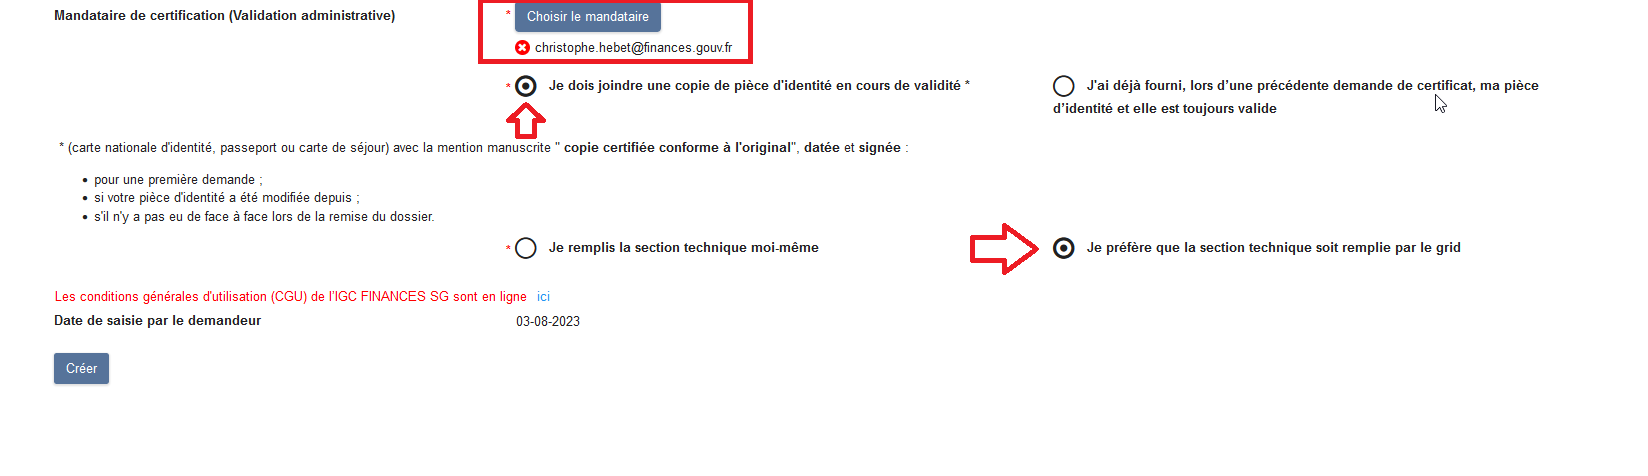 Mandataire de certification (Validation administrative)
* Choisir le mandataire
christophe.hebet@finances.gouv.fr
* Je dois joindre une copie de pièce d'identité en cours de validité *
J'ai déjà fourni, lors d’une précédente demande de certificat, ma pièce
d’identité et elle est toujours valide
* (carte nationale d'identité, passeport ou carte de séjour) avec la mention manuscrite " copie certifiée conforme à l'original", datée et signée :
• pour une première demande ;
• si votre pièce d'identité a été modifiée depuis ;
• s'il n'y a pas eu de face à face lors de la remise du dossier.
* Je remplis la section technique moi-même
Je préfère que la section technique soit remplie par le grid
Les conditions générales d'utilisation (CGU) de l’IGC FINANCES SG sont en ligne ici
Date de saisie par le demandeur
03-08-2023
Créer